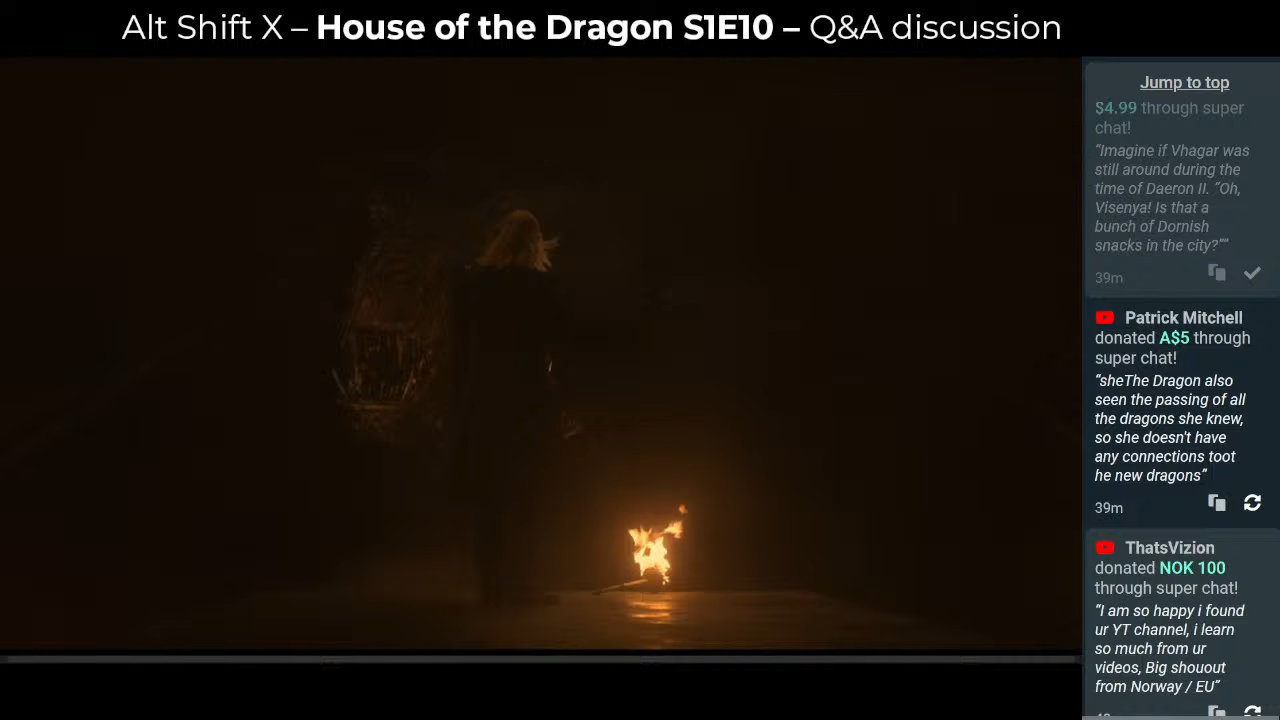 Alt Shift X – House of the Dragon S1E10 – Q&A discussion
Jump to top
$4.99 through super
chat!
“Imagine if Vhagar was
still around during the
time of Daeron II. “Oh,
Visenya! Is that a
bunch of Dornish
snacks in the city?””
39m
Patrick Mitchell
donated A$5 through
super chat!
“sheThe Dragon also
seen the passing of all
the dragons she knew,
so she doesn't have
any connections toot
he new dragons”
39m
ThatsVizion
donated NOK 100
through super chat!
“I am so happy i found
ur YT channel, i learn
so much from ur
videos, Big shouout
from Norway / EU”